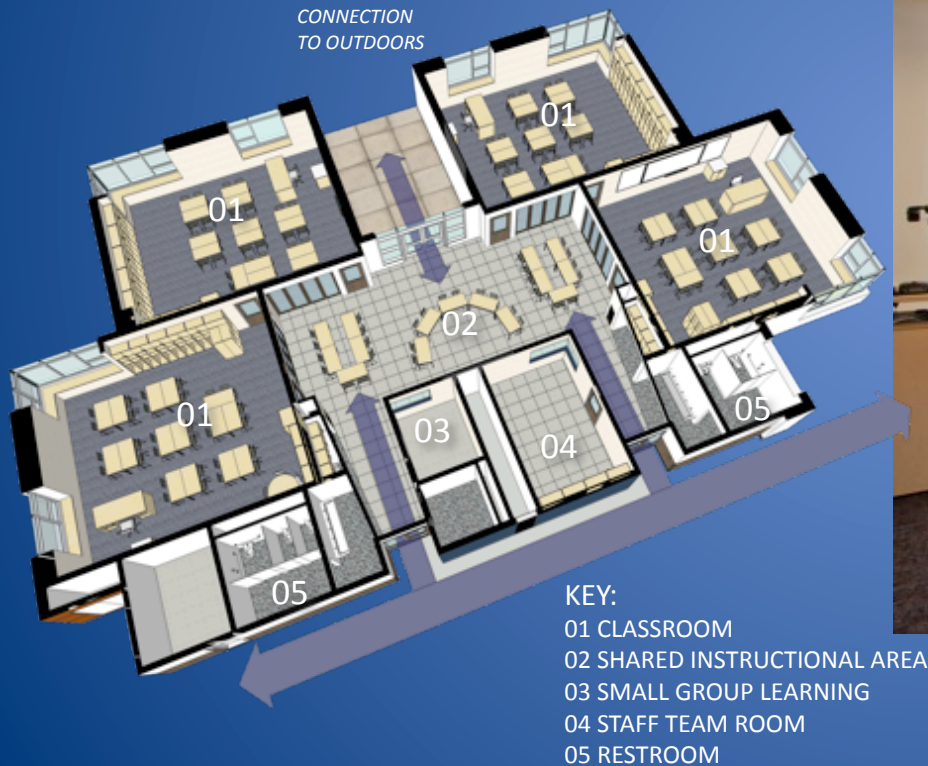 CONNECTION
TO OUTDOORS
01
01
01
01
02
03
04
05
05
KEY:
01 CLASSROOM
02 SHARED INSTRUCTIONAL AREA
03 SMALL GROUP LEARNING
04 STAFF TEAM ROOM
05 RESTROOM